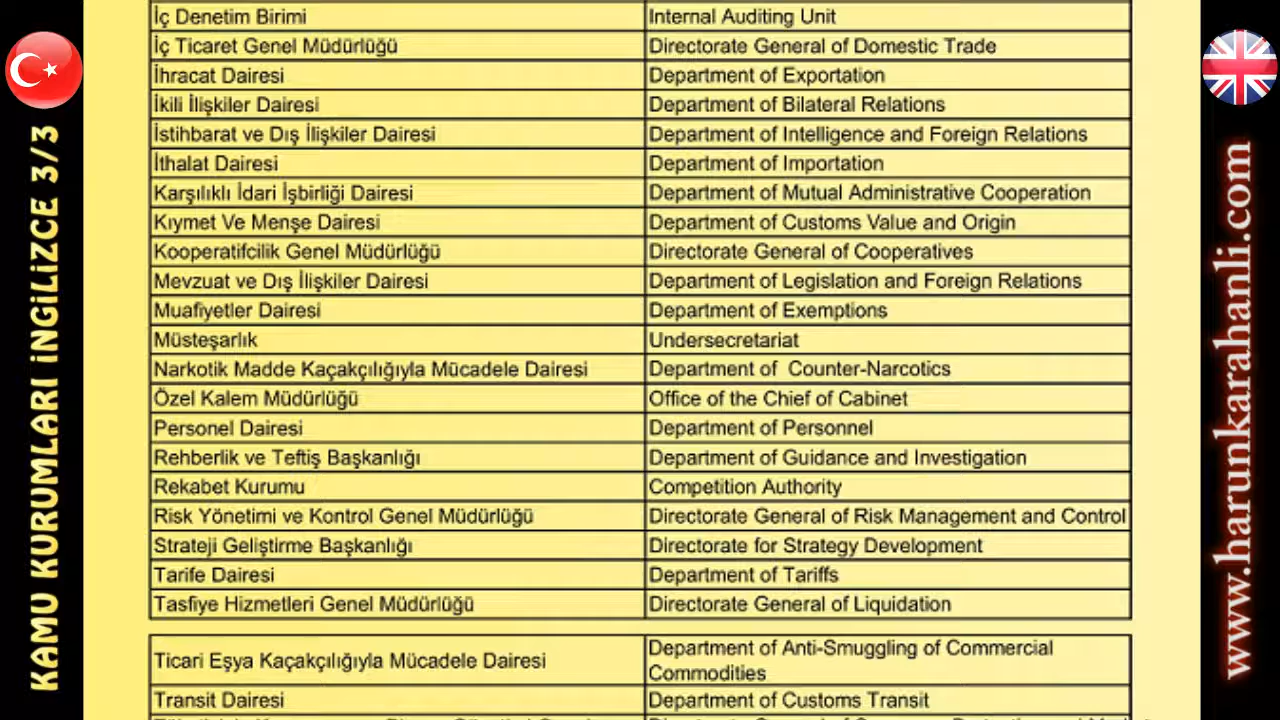 KAMU KURUMLARI İNGİLİZCE 3/3
İç Denetim Birimi Internal Auditing Unit
İç Ticaret Genel Müdürlüğü Directorate General of Domestic Trade
İhracat Dairesi Department of Exportation
İkili İlişkiler Dairesi Department of Bilateral Relations
İstihbarat ve Dış İlişkiler Dairesi Department of Intelligence and Foreign Relations
İthalat Dairesi Department of Importation
Karşılıklı İdari İşbirliği Dairesi Department of Mutual Administrative Cooperation
Kıymet Ve Menşe Dairesi Department of Customs Value and Origin
Kooperatifcilik Genel Müdürlüğü Directorate General of Cooperatives
Mevzuat ve Dış İlişkiler Dairesi Department of Legislation and Foreign Relations
Muafiyetler Dairesi Department of Exemptions
Müsteşarlık Undersecretariat
Narkotik Madde Kaçakçılığıyla Mücadele Dairesi Department of Counter-Narcotics
Özel Kalem Müdürlüğü Office of the Chief of Cabinet
Personel Dairesi Department of Personnel
Rehberlik ve Teftiş Başkanlığı Department of Guidance and Investigation
Rekabet Kurumu Competition Authority
Risk Yönetimi ve Kontrol Genel Müdürlüğü Directorate General of Risk Management and Control
Strateji Geliştirme Başkanlığı Directorate for Strategy Development
Tarife Dairesi Department of Tariffs
Tasfiye Hizmetleri Genel Müdürlüğü Directorate General of Liquidation
Ticari Eşya Kaçakçılığıyla Mücadele Dairesi Department of Anti-Smuggling of Commercial
Commodities
Transit Dairesi Department of Customs Transit
www.harunkarahanli.com